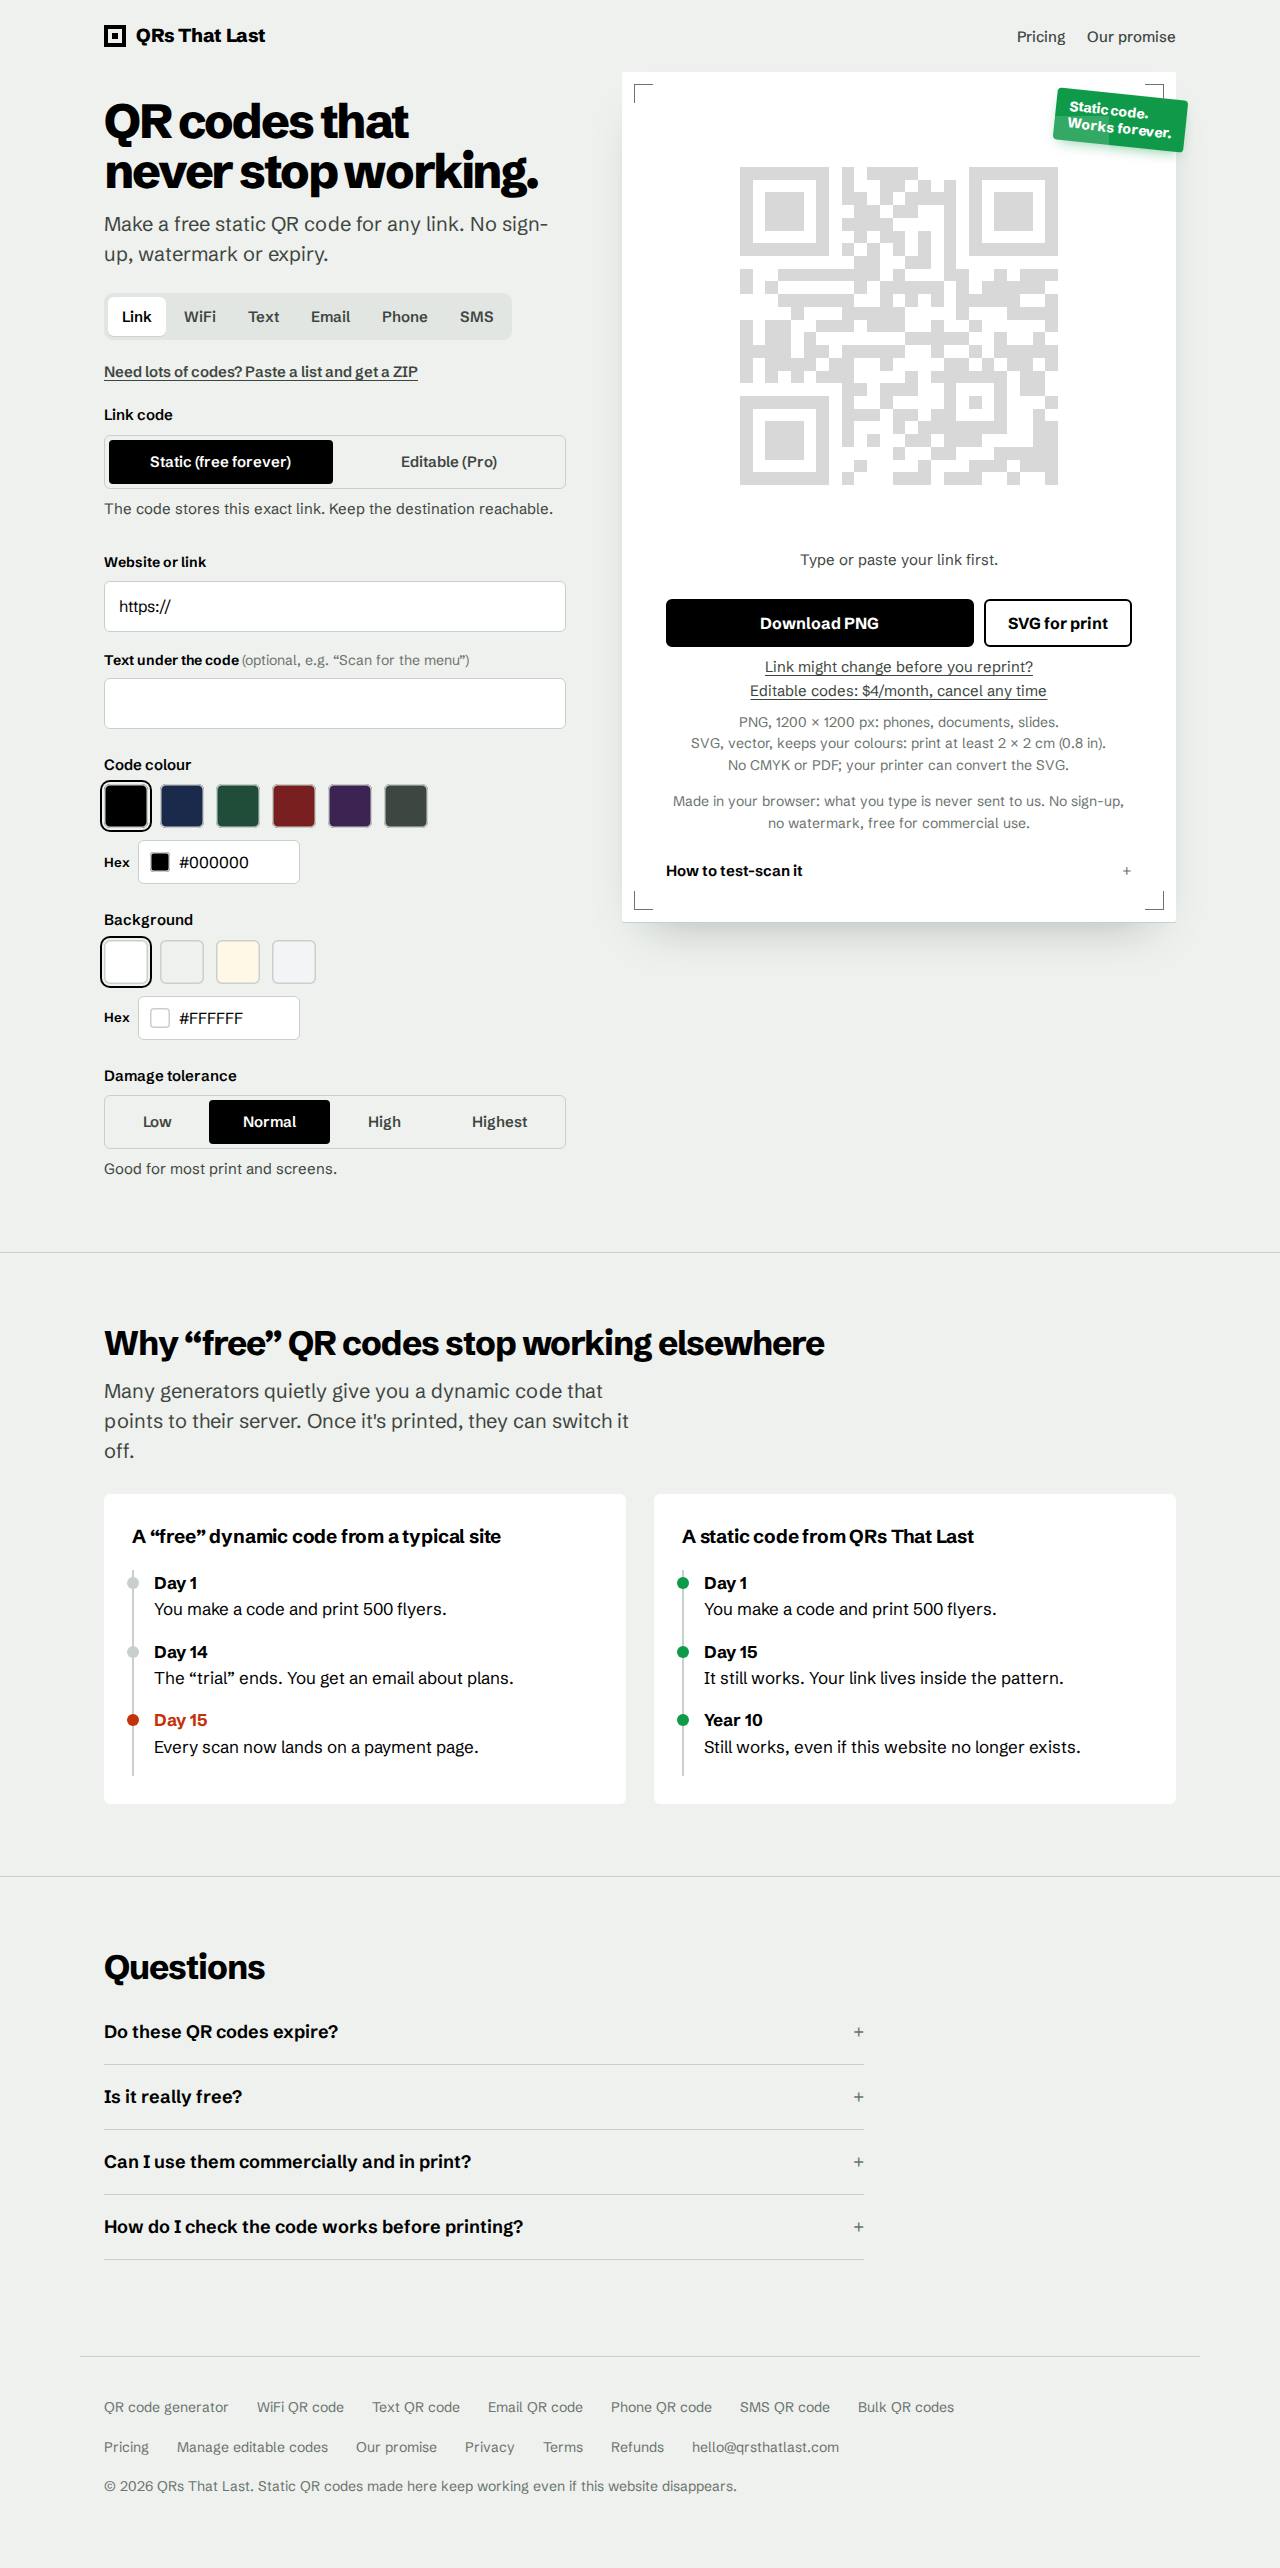 QRs That Last
Pricing
Our promise
QR codes that
never stop working.
Make a free static QR code for any link. No sign-
up, watermark or expiry.
Link
WiFi
Text
Email
Phone
SMS
Need lots of codes? Paste a list and get a ZIP
Link code
Static (free forever)
Editable (Pro)
The code stores this exact link. Keep the destination reachable.
Website or link
https://
Text under the code (optional, e.g. “Scan for the menu”)
Code colour
Hex
#000000
Background
Hex
#FFFFFF
Damage tolerance
Low
Normal
High
Highest
Good for most print and screens.
Static code.
Works forever.
Type or paste your link first.
Download PNG
SVG for print
Link might change before you reprint?
Editable codes: $4/month, cancel any time
PNG, 1200 × 1200 px: phones, documents, slides.
SVG, vector, keeps your colours: print at least 2 × 2 cm (0.8 in).
No CMYK or PDF; your printer can convert the SVG.
Made in your browser: what you type is never sent to us. No sign-up,
no watermark, free for commercial use.
How to test-scan it
+
Why “free” QR codes stop working elsewhere
Many generators quietly give you a dynamic code that
points to their server. Once it's printed, they can switch it
off.
A “free” dynamic code from a typical site
Day 1
You make a code and print 500 flyers.
Day 14
The “trial” ends. You get an email about plans.
Day 15
Every scan now lands on a payment page.
A static code from QRs That Last
Day 1
You make a code and print 500 flyers.
Day 15
It still works. Your link lives inside the pattern.
Year 10
Still works, even if this website no longer exists.
Questions
Do these QR codes expire?
+
Is it really free?
+
Can I use them commercially and in print?
+
How do I check the code works before printing?
+
QR code generator
WiFi QR code
Text QR code
Email QR code
Phone QR code
SMS QR code
Bulk QR codes
Pricing
Manage editable codes
Our promise
Privacy
Terms
Refunds
hello@qrsthatlast.com
© 2026 QRs That Last. Static QR codes made here keep working even if this website disappears.